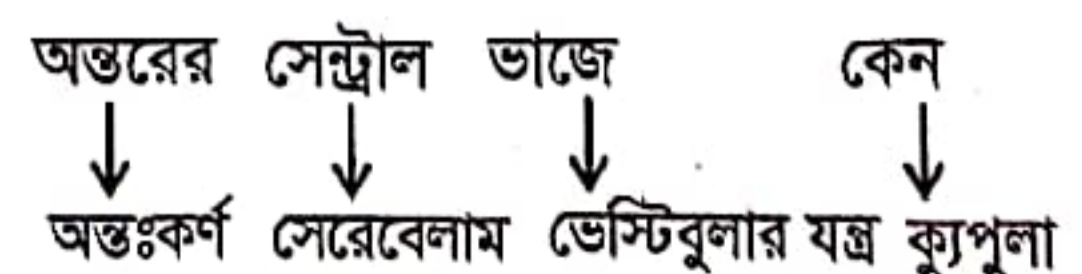 অন্তরের সেন্ট্রাল ভাজে কেন
অন্তঃকর্ণ সেরেবেলাম ভেস্টিবুলার যন্ত্র ক্যুপুলা